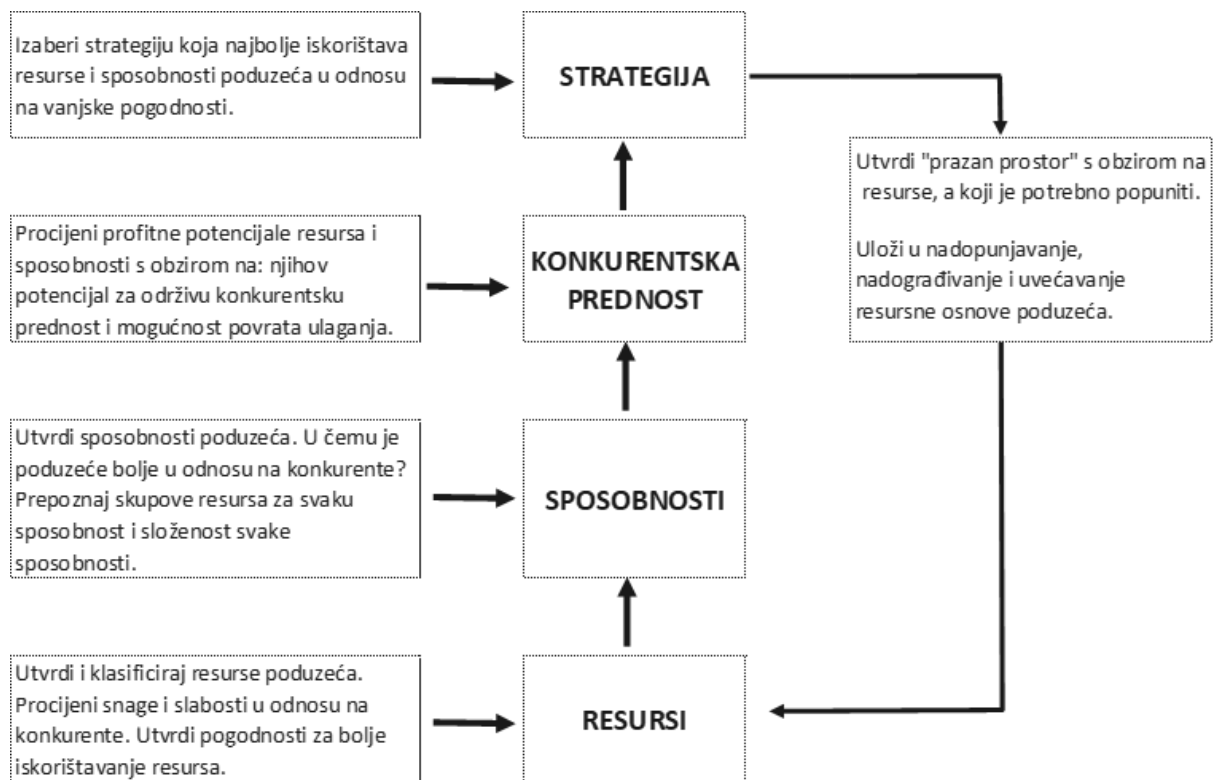 Izaberi strategiju koja najbolje iskorištava
resurse i sposobnosti poduzeća u odnosu
na vanjske pogodnosti.
STRATEGIJA
Utvrdi "prazan prostor" s obzirom na
resurse, a koji je potrebno popuniti.
Uloži u nadopunjavanje,
nadograđivanje i uvećavanje
resursne osnove poduzeća.
Procijeni profitne potencijale resursa i
sposobnosti s obzirom na: njihov
potencijal za održivu konkurentsku
prednost i mogućnost povrata ulaganja.
KONKURENTSKA
PREDNOST
Utvrdi sposobnosti poduzeća. U čemu je
poduzeće bolje u odnosu na konkurente?
Prepoznaj skupove resursa za svaku
sposobnost i složenost svake
sposobnosti.
SPOSOBNOSTI
Utvrdi i klasificiraj resurse poduzeća.
Procijeni snage i slabosti u odnosu na
konkurente. Utvrdi pogodnosti za bolje
iskorištavanje resursa.
RESURSI